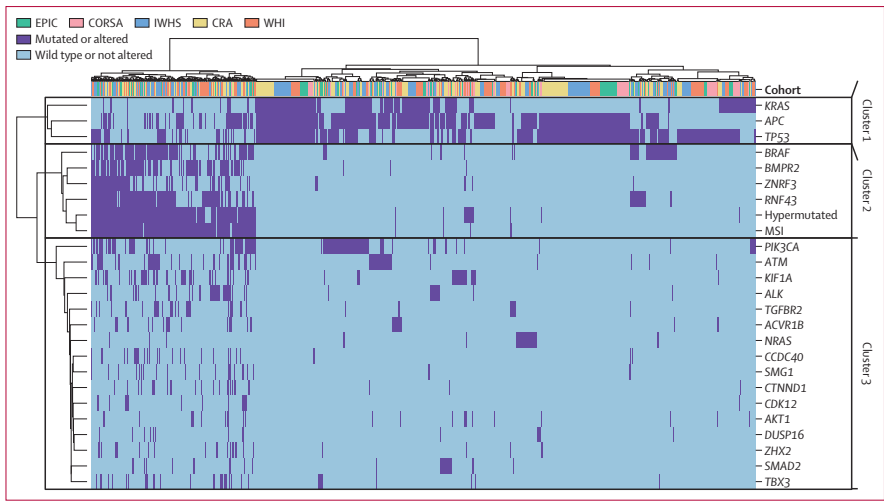 EPIC CORSA IWHS CRA WHI
Mutated or altered
Wild type or not altered
Cohort
KRAS
APC
TP53
BRAF
BMPR2
ZNRF3
RNF43
Hypermutated
MSI
PIK3CA
ATM
KIF1A
ALK
TGFBR2
ACVR1B
NRAS
CCDC40
SMG1
CTNND1
CDK12
AKT1
DUSP16
ZHX2
SMAD2
TBX3
Cluster1
Cluster 2
Cluster 3